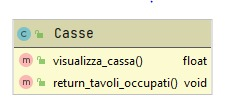 C Casse
m visualizza_cassa() float
m return_tavoli_occupati() void